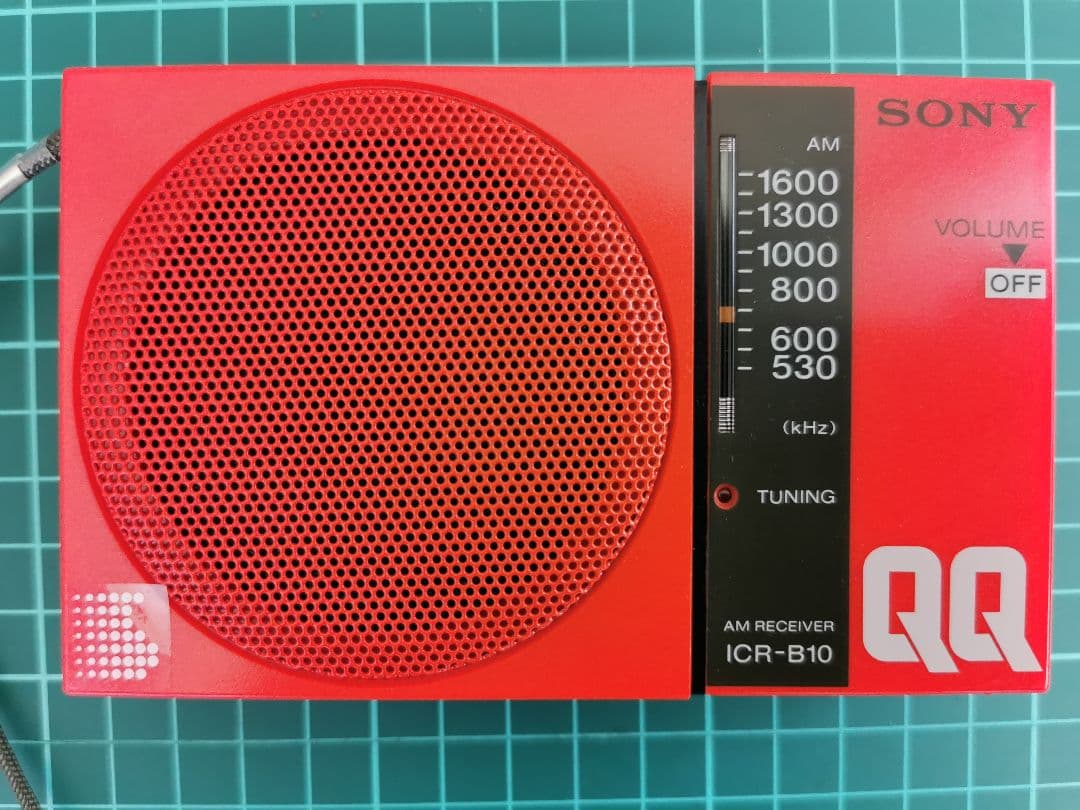 SONY
AM
1600
1300
1000
800
600
530
(kHz)
TUNING
VOLUME
OFF
AM RECEIVER
ICR-B10
QQ